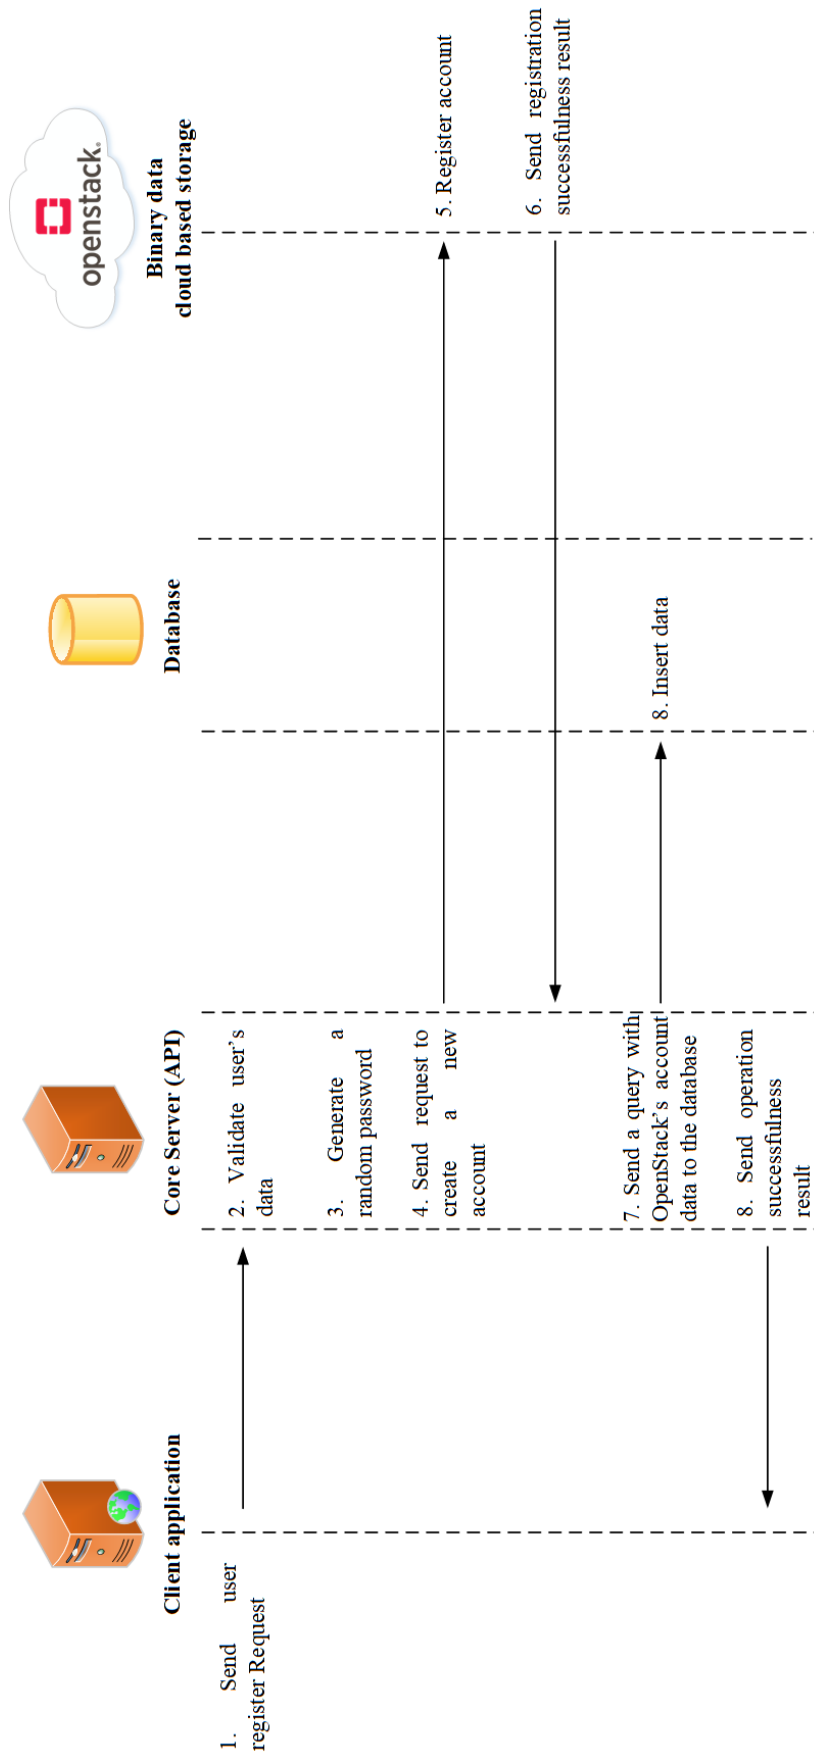 openstack.
Client application
Core Server (API)
Database
Binary data
cloud based storage
1. Send user
register Request
2. Validate user’s
data
3. Generate a
random password
4. Send request to
create a new
account
5. Register account
6. Send registration
successfulness result
7. Send a query with
OpenStack’s account
data to the database
8. Insert data
8. Send operation
successfulness
result